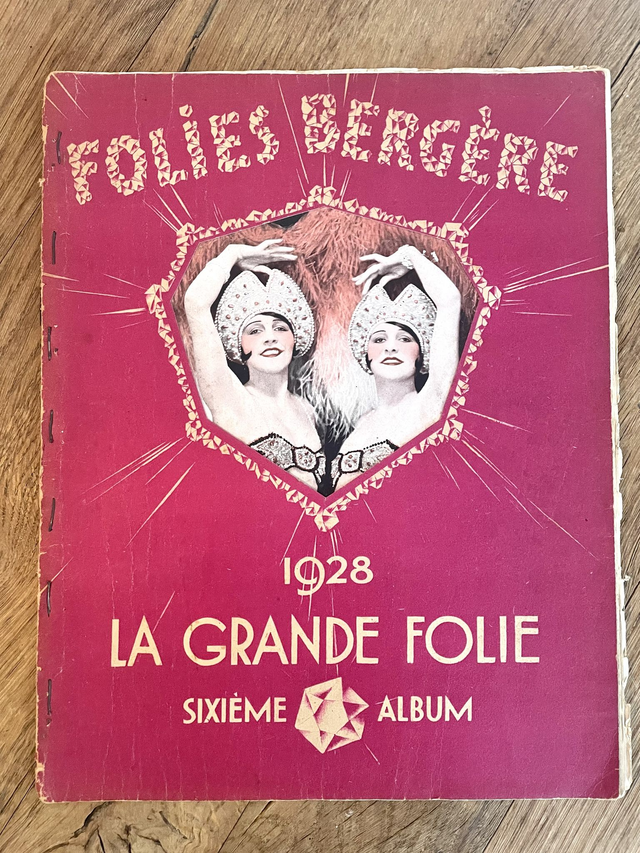 FOLIES BERGÈRE
1928
LA GRANDE FOLIE
SIXIÈME ALBUM